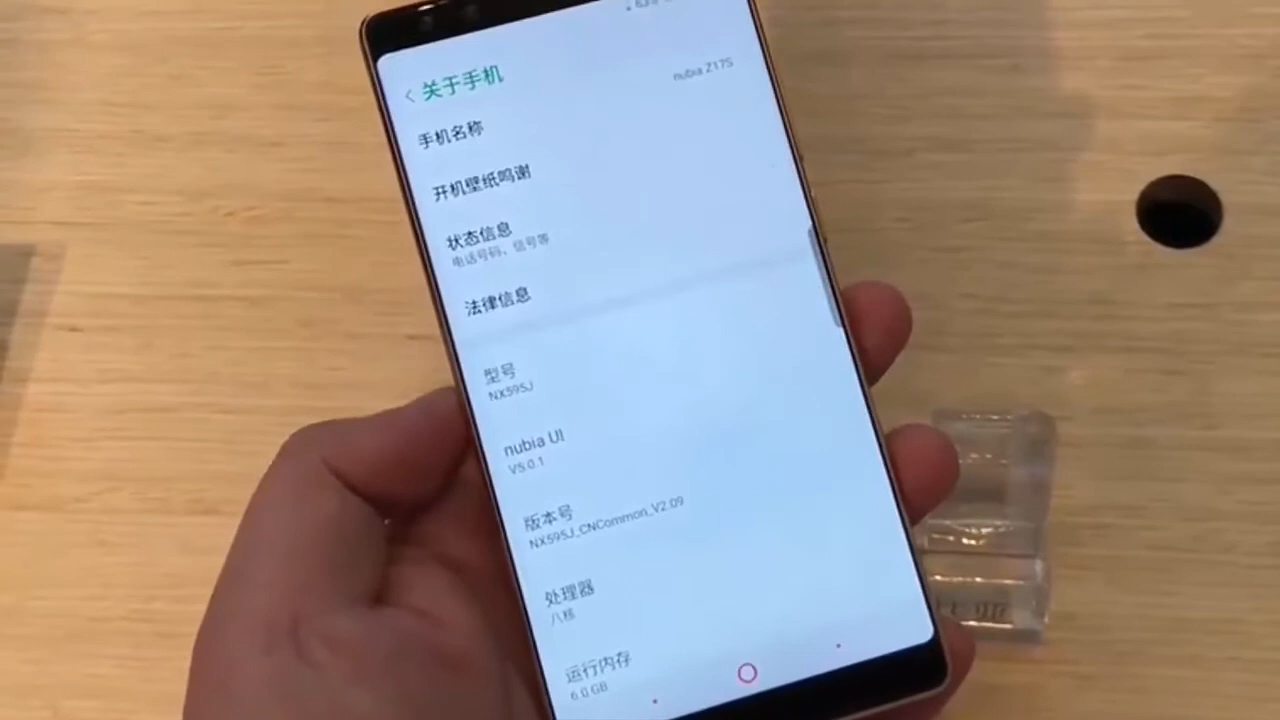 关于手机
手机名称 nubia Z17S
开机壁纸鸣谢
状态信息
电话号码、信号等
法律信息
型号
NX595J
nubia UI
V5.0.1
版本号
NX595J_CNCommon_V2.09
处理器
八核
运行内存
6.0 GB